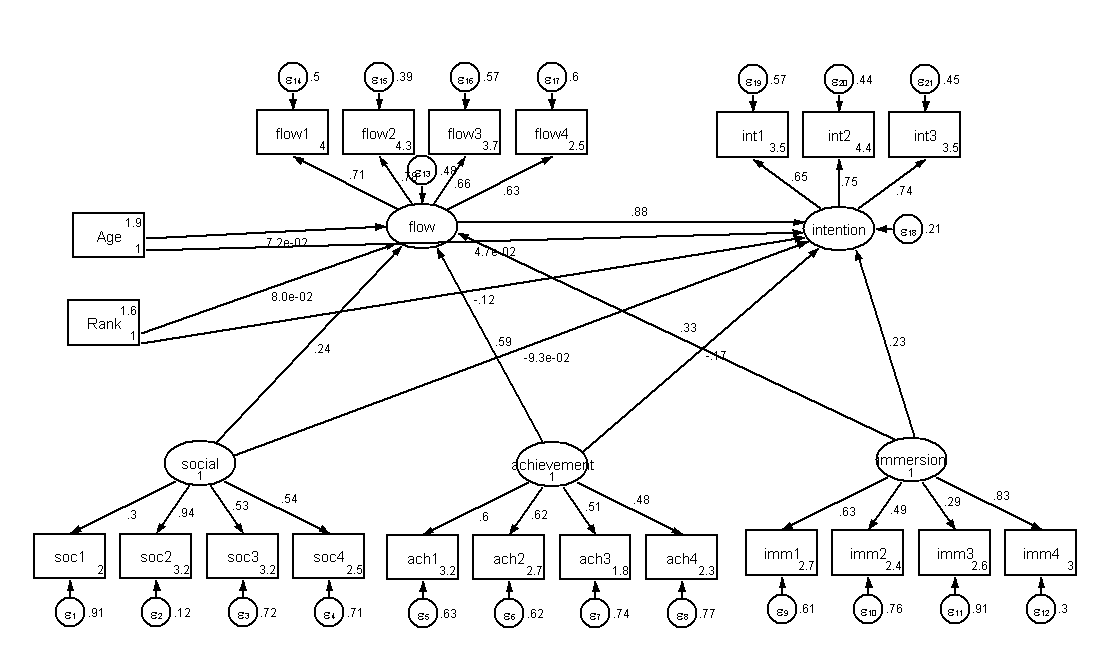 ε14 .5
ε15 .39
ε16 .57
ε17 .6
ε19 .57
ε20 .44
ε21 .45
flow1 4
flow2 4.3
flow3 3.7
flow4 2.5
int1 3.5
int2 4.4
int3 3.5
ε13 .48
.71
.66
.63
.65
.75
.74
Age 1.9 1
flow
.88
intention
ε18 .21
7.2e-02
4.7e-02
Rank 1.6 1
8.0e-02
-.12
.24
.59
-9.3e-02
.33
-.17
.23
social 1
achievement 1
immersion 1
.3
.94
.53
.54
.6
.62
.51
.48
.63
.49
.29
.83
soc1 2
soc2 3.2
soc3 3.2
soc4 2.5
ach1 3.2
ach2 2.7
ach3 1.8
ach4 2.3
imm1 2.7
imm2 2.4
imm3 2.6
imm4 3
ε1 .91
ε2 .12
ε3 .72
ε4 .71
ε5 .63
ε6 .62
ε7 .74
ε8 .77
ε9 .61
ε10 .76
ε11 .91
ε12 .3